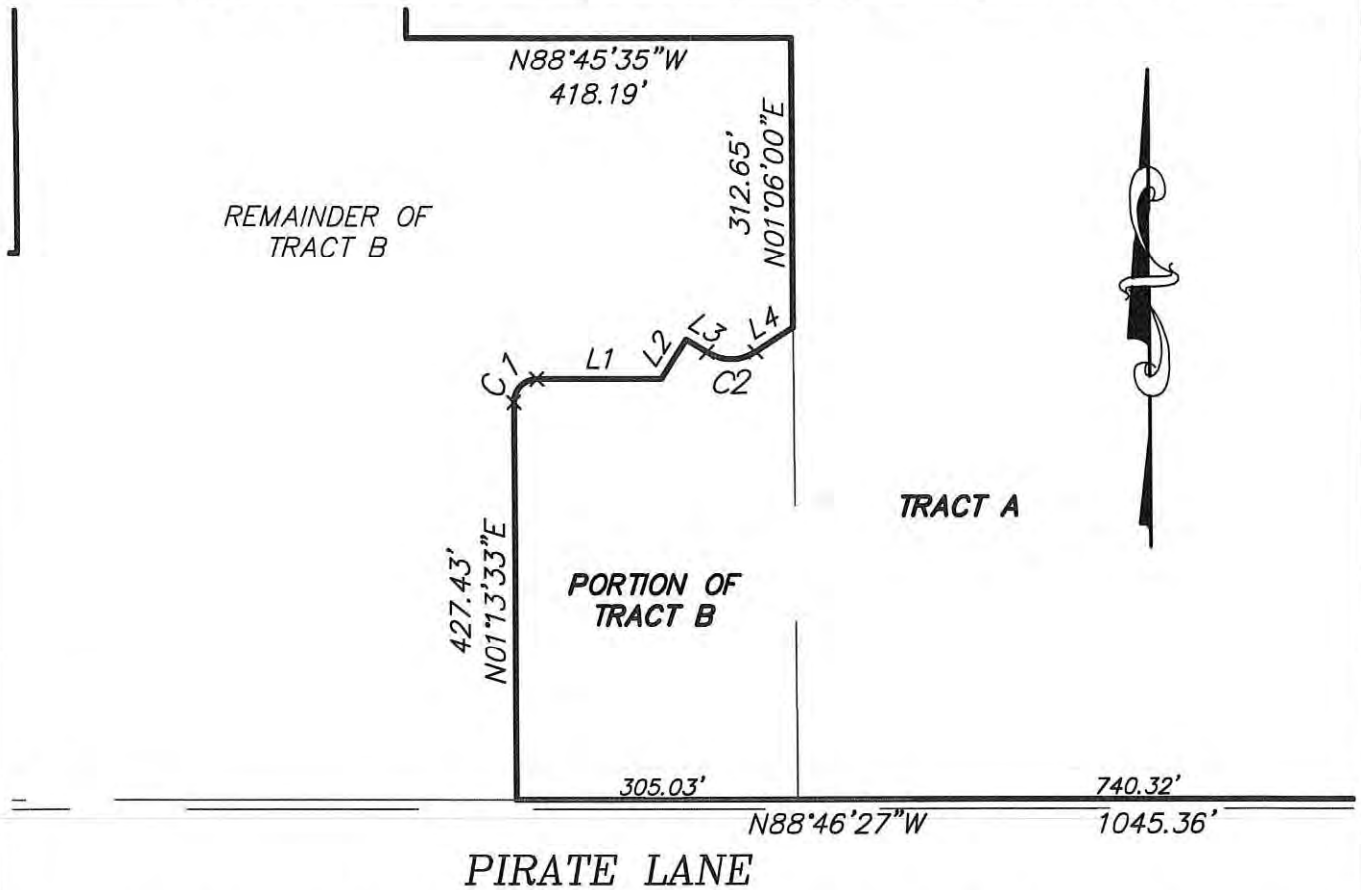 N88°45'35"W
418.19'
312.65'
N01°06'00"E
REMAINDER OF
TRACT B
L3
L4
L2
L1
C2
C1
TRACT A
427.43'
N01°13'33"E
PORTION OF
TRACT B
305.03'
740.32'
N88°46'27"W
1045.36'
PIRATE LANE